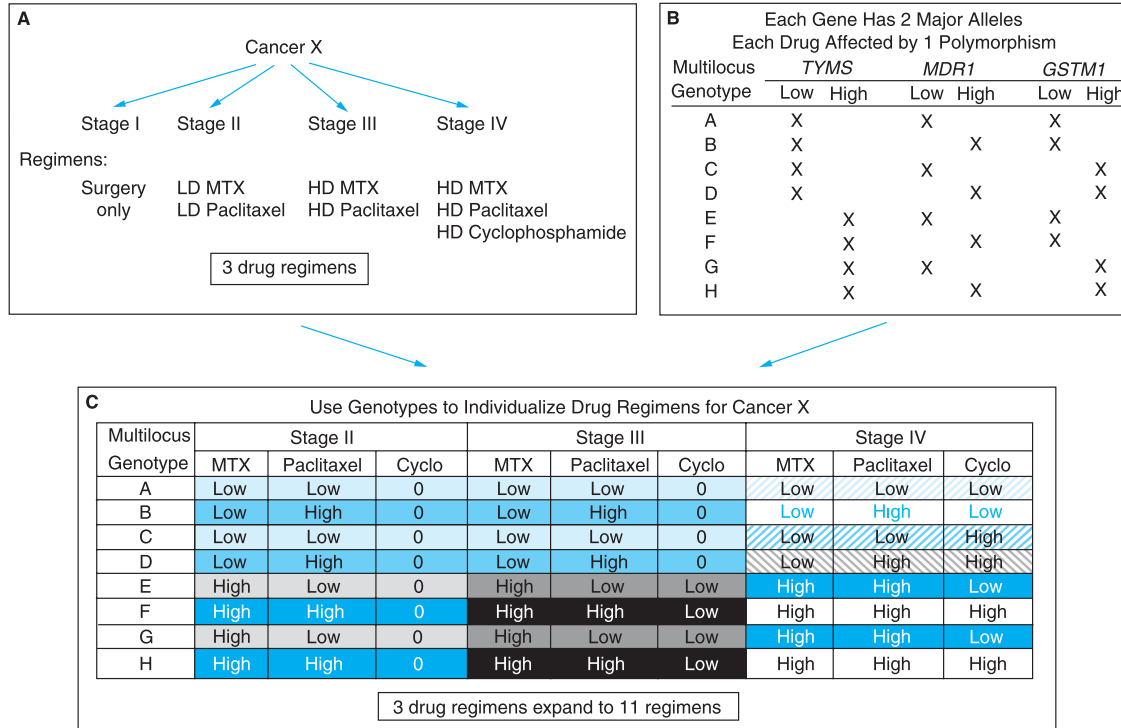 A
Cancer X
Stage I Stage II Stage III Stage IV
Regimens:
Surgery LD MTX HD MTX HD MTX
only LD Paclitaxel HD Paclitaxel HD Paclitaxel
HD Cyclophosphamide
3 drug regimens
B
Each Gene Has 2 Major Alleles
Each Drug Affected by 1 Polymorphism
Multilocus TYMS MDR1 GSTM1
Genotype Low High Low High Low High
A X X X
B X X X
C X X X
D X X X
E X X X
F X X X
G X X X
H X X X
C
Use Genotypes to Individualize Drug Regimens for Cancer X
Multilocus Stage II Stage III Stage IV
Genotype MTX Paclitaxel Cyclo MTX Paclitaxel Cyclo MTX Paclitaxel Cyclo
A Low Low 0 Low Low 0 Low Low Low
B Low High 0 Low High 0 Low High Low
C Low Low 0 Low Low 0 Low Low High
D Low High 0 Low High 0 Low High High
E High Low 0 High Low Low High High Low
F High High 0 High High Low High High High
G High Low 0 High Low Low High High Low
H High High 0 High High Low High High High
3 drug regimens expand to 11 regimens